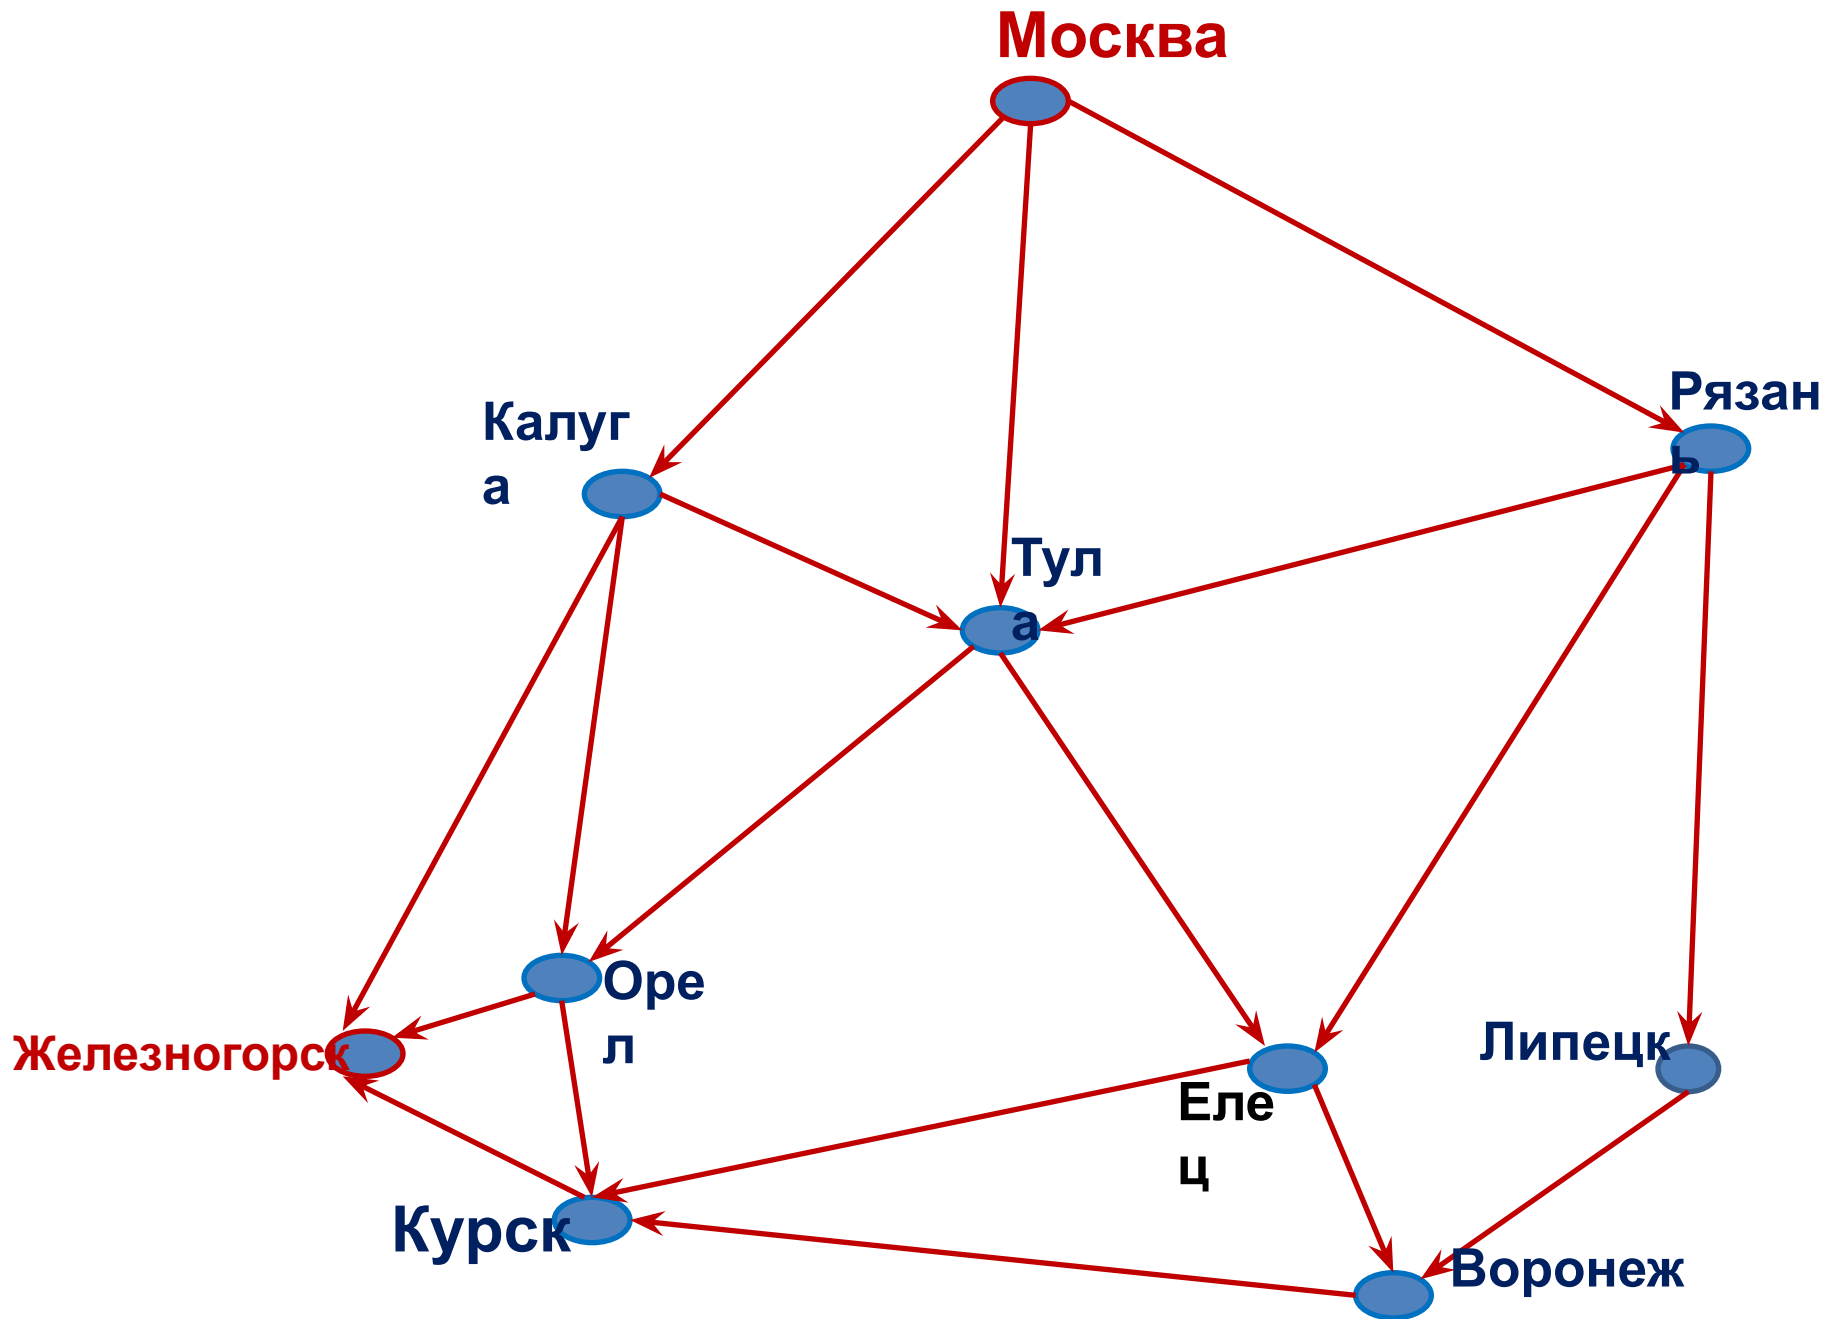 Москва
Рязан
ь
Калуг
а
Тул
а
Оре
л
Железногорск
Липецк
Еле
ц
Курск
Воронеж